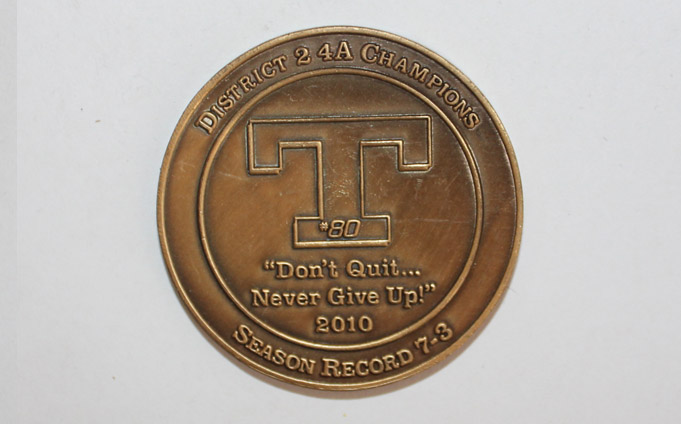 District 2 4A Champions
T
#80
“Don't Quit...
Never Give Up!”
2010
Season Record 7-3